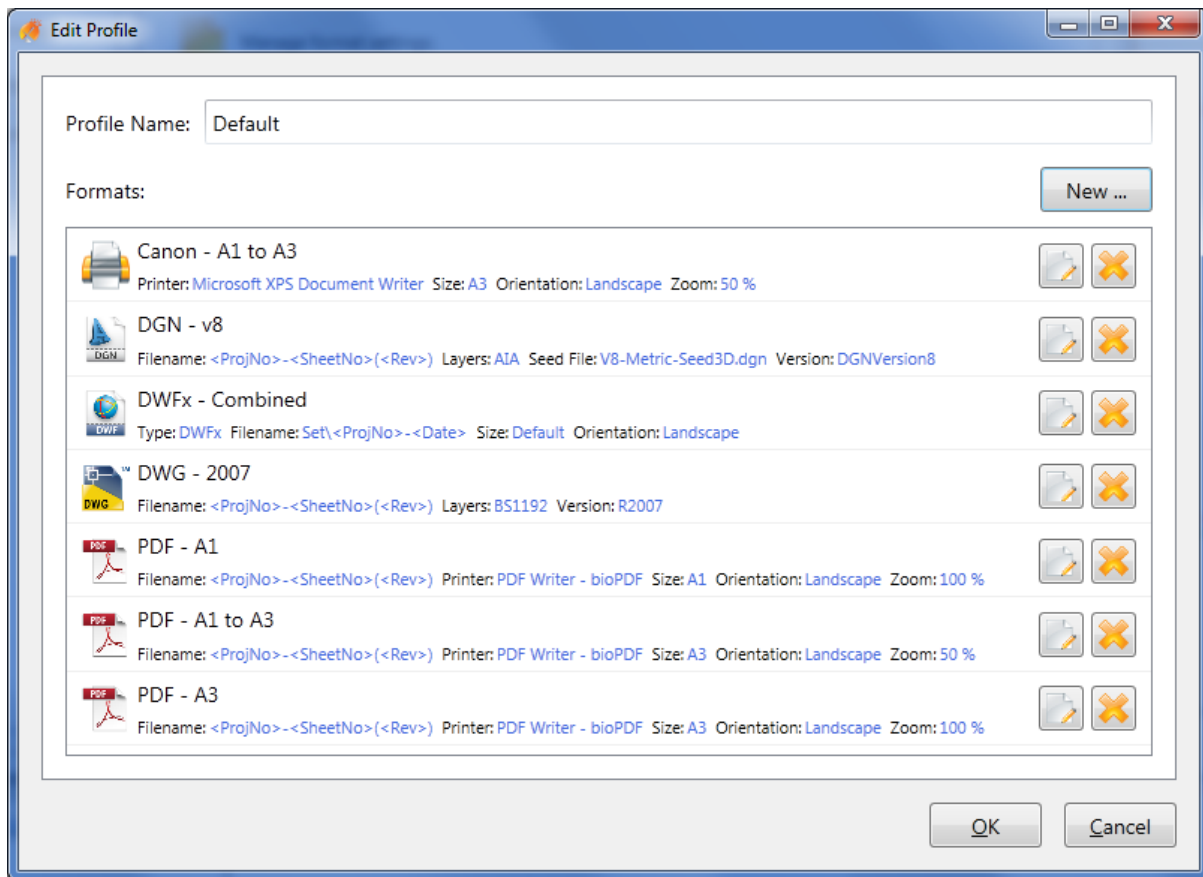 Edit Profile
Profile Name: Default
Formats:
New ...
Canon - A1 to A3
Printer: Microsoft XPS Document Writer Size: A3 Orientation: Landscape Zoom: 50 %
DGN
DGN - v8
Filename: <ProjNo>-<SheetNo>(<Rev>) Layers: AIA Seed File: V8-Metric-Seed3D.dgn Version: DGNVersion8
DWF
DWFx - Combined
Type: DWFx Filename: Set\<ProjNo>-<Date> Size: Default Orientation: Landscape
DWG
DWG - 2007
Filename: <ProjNo>-<SheetNo>(<Rev>) Layers: BS1192 Version: R2007
PDF
PDF - A1
Filename: <ProjNo>-<SheetNo>(<Rev>) Printer: PDF Writer - bioPDF Size: A1 Orientation: Landscape Zoom: 100 %
PDF
PDF - A1 to A3
Filename: <ProjNo>-<SheetNo>(<Rev>) Printer: PDF Writer - bioPDF Size: A3 Orientation: Landscape Zoom: 50 %
PDF
PDF - A3
Filename: <ProjNo>-<SheetNo>(<Rev>) Printer: PDF Writer - bioPDF Size: A3 Orientation: Landscape Zoom: 100 %
OK
Cancel